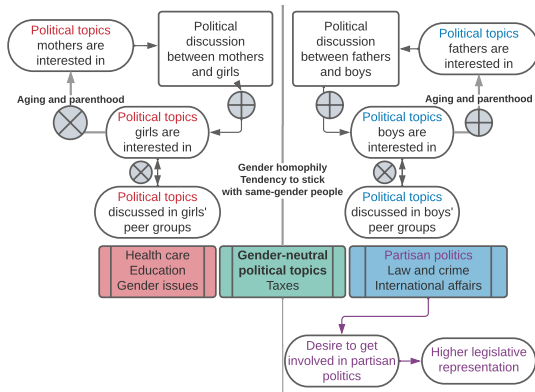 Political topics
mothers are
interested in
Political
discussion
between mothers
and girls
Political
discussion
between fathers
and boys
Political topics
fathers are
interested in
Aging and parenthood
Aging and parenthood
Political topics
girls are
interested in
Political topics
boys are
interested in
Gender homophily
Tendency to stick
with same-gender people
Political topics
discussed in girls'
peer groups
Political topics
discussed in boys'
peer groups
Health care
Education
Gender issues
Gender-neutral
political topics
Taxes
Partisan politics
Law and crime
International affairs
Desire to get
involved in partisan
politics
Higher legislative
representation